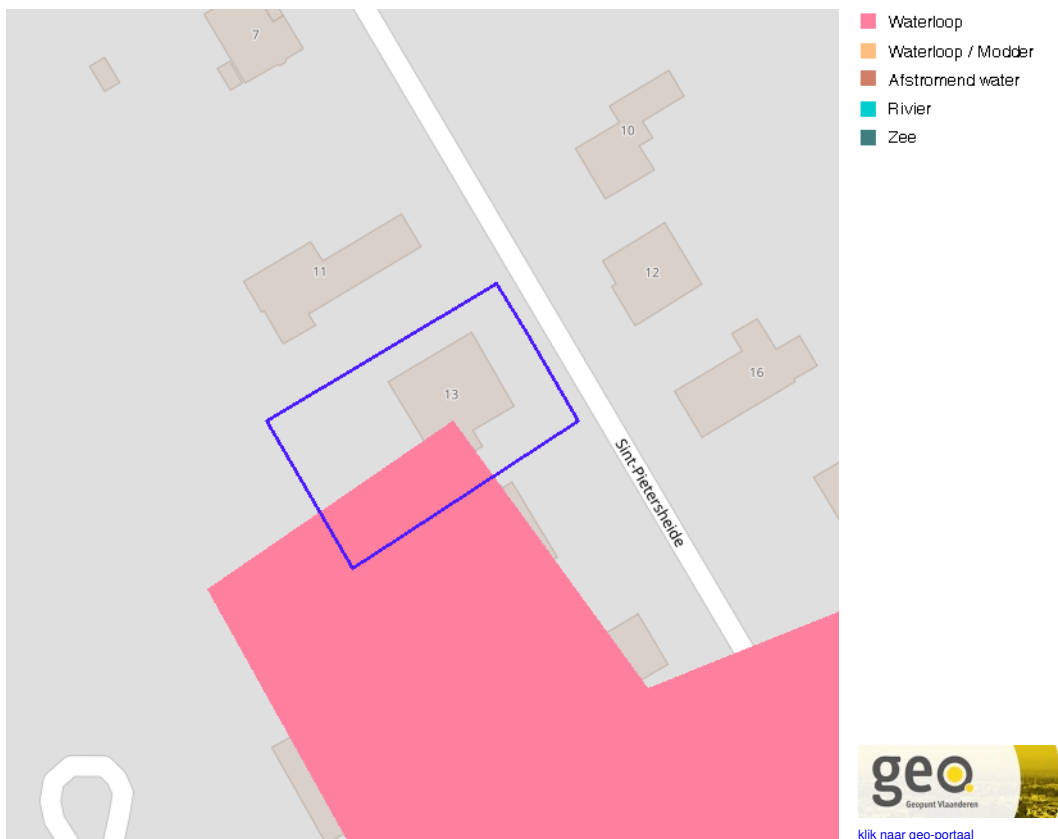 7
10
11
12
13
16
Sint-Pietersheide
Waterloop
Waterloop / Modder
Afstromend water
Rivier
Zee
geo
Geopunt Vlaanderen
klik naar geo-portaal